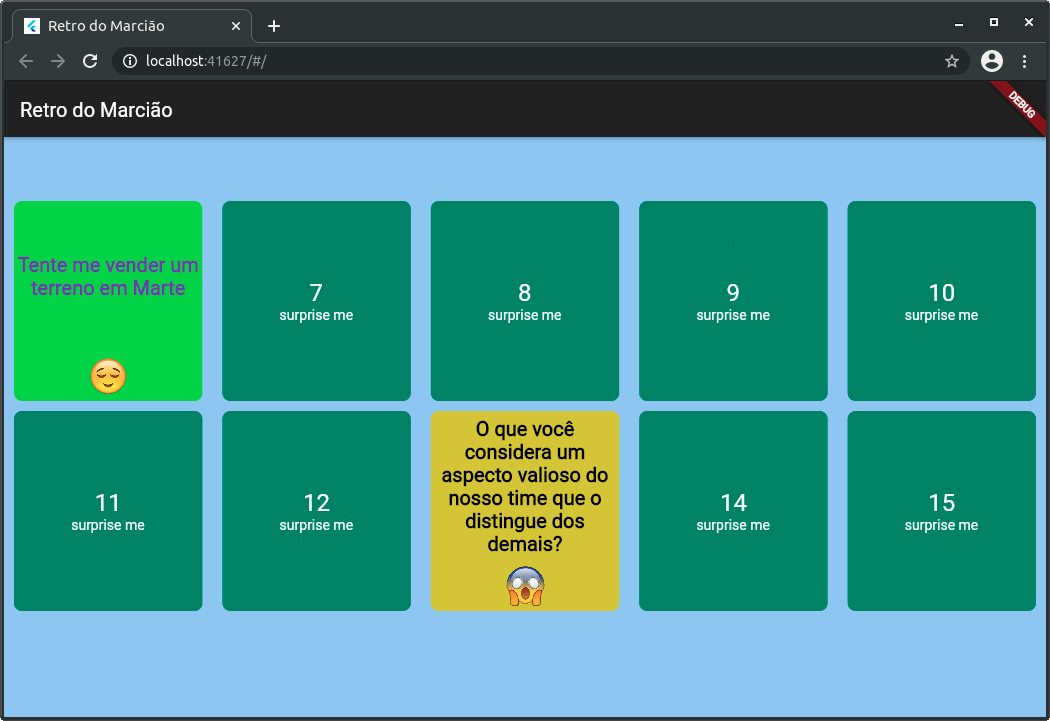 Retro do Marcião
localhost:41627/#/
Retro do Marcião
DEBUG
Tente me vender um
terreno em Marte
7
surprise me
8
surprise me
9
surprise me
10
surprise me
11
surprise me
12
surprise me
O que você
considera um
aspecto valioso do
nosso time que o
distingue dos
demais?
14
surprise me
15
surprise me